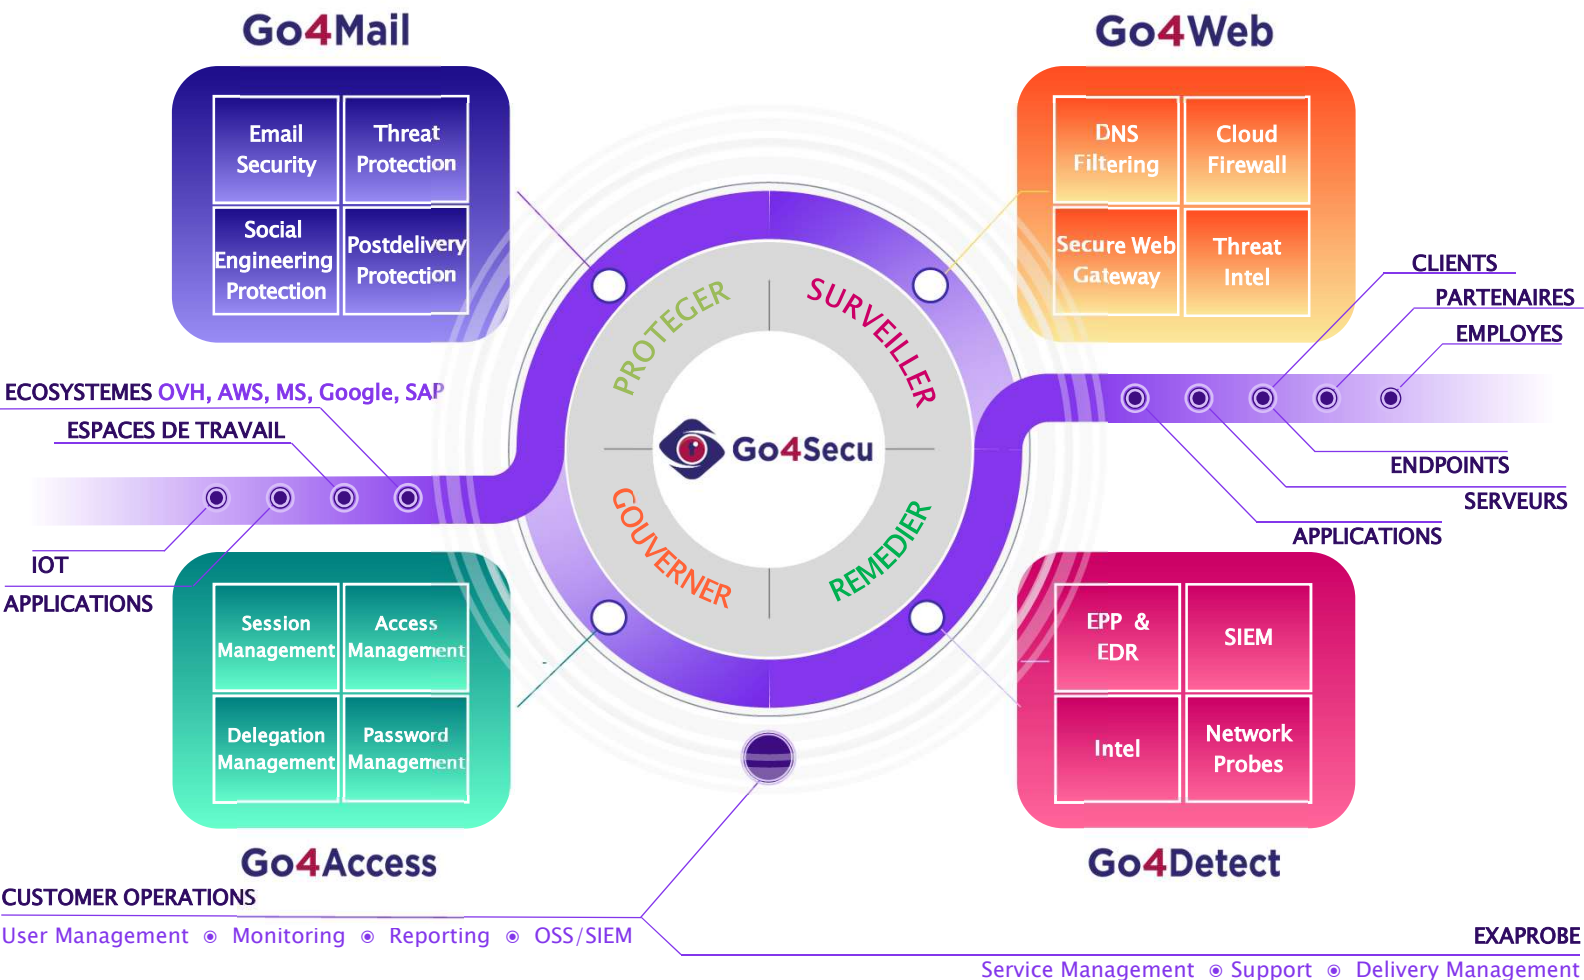 Go4Mail
Email
Security
Threat
Protection
Social
Engineering
Protection
Postdelivery
Protection
Go4Web
DNS
Filtering
Cloud
Firewall
Secure Web
Gateway
Threat
Intel
ECOSYSTEMES OVH, AWS, MS, Google, SAP
ESPACES DE TRAVAIL
IOT
APPLICATIONS
PROTEGER
SURVEILLER
Go4Secu
GOUVERNER
REMEDIER
CLIENTS
PARTENAIRES
EMPLOYES
ENDPOINTS
SERVEURS
APPLICATIONS
Session
Management
Access
Management
Delegation
Management
Password
Management
Go4Access
EPP & 
EDR
SIEM
Intel
Network
Probes
Go4Detect
CUSTOMER OPERATIONS
User Management ◉ Monitoring ◉ Reporting ◉ OSS/SIEM
EXAPROBE
Service Management ◉ Support ◉ Delivery Management